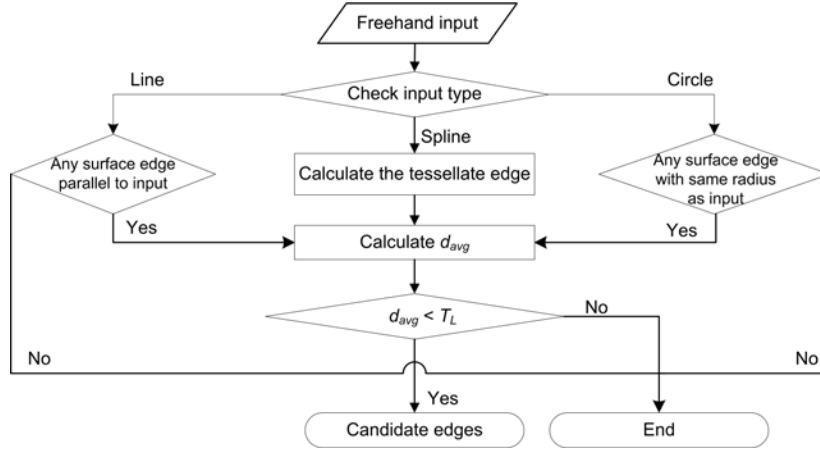 Freehand input
Line
Check input type
Circle
Spline
Any surface edge
parallel to input
Calculate the tessellate edge
Any surface edge
with same radius
as input
Yes
Calculate d_avg
Yes
d_avg < T_L
No
No
No
Yes
Candidate edges
End